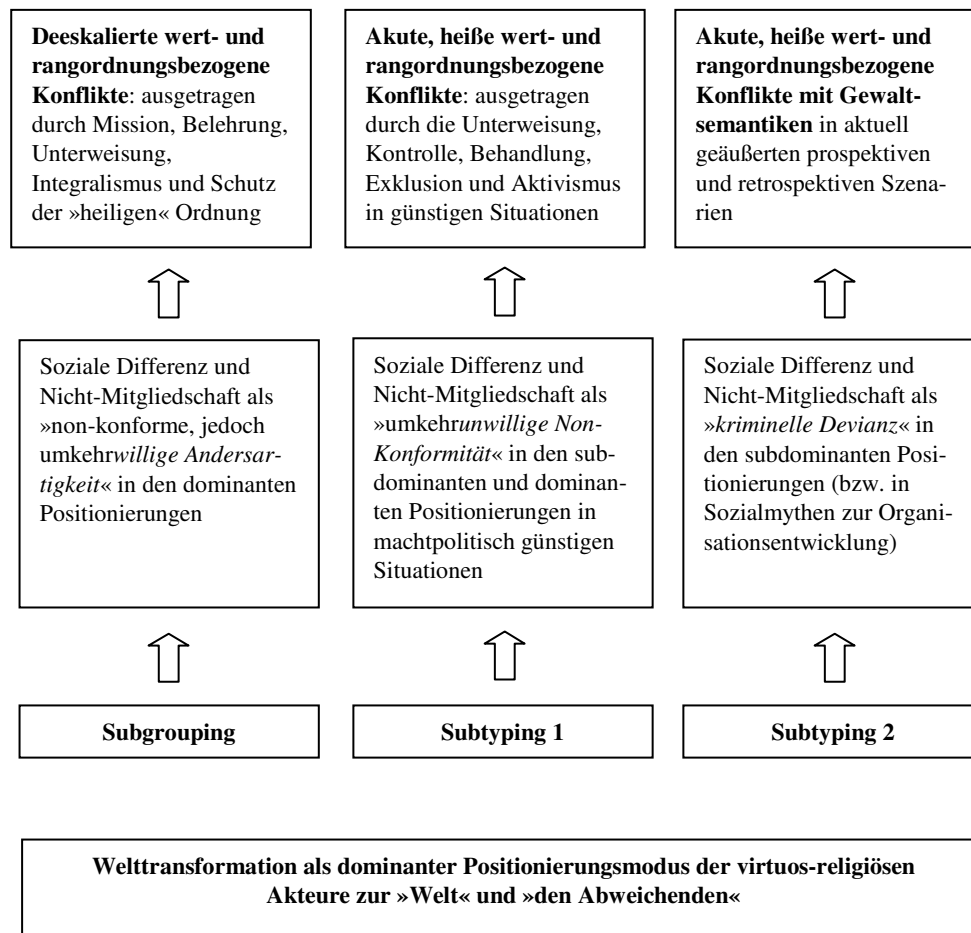 Deeskalierte wert- und
rangordnungsbezogene
Konflikte: ausgetragen
durch Mission, Belehrung,
Unterweisung,
Integralismus und Schutz
der »heiligen« Ordnung
Akute, heiße wert- und
rangordnungsbezogene
Konflikte: ausgetragen
durch die Unterweisung,
Kontrolle, Behandlung,
Exklusion und Aktivismus
in günstigen Situationen
Akute, heiße wert- und
rangordnungsbezogene
Konflikte mit Gewalt-
semantiken in aktuell
geäußerten prospektiven
und retrospektiven Szena-
rien
Soziale Differenz und
Nicht-Mitgliedschaft als
»non-konforme, jedoch
umkehrwillige Andersar-
tigkeit« in den dominanten
Positionierungen
Soziale Differenz und
Nicht-Mitgliedschaft als
»umkehrunwillige Non-
Konformität« in den sub-
dominanten und dominan-
ten Positionierungen in
machtpolitisch günstigen
Situationen
Soziale Differenz und
Nicht-Mitgliedschaft als
»kriminelle Devianz« in
den subdominanten Posi-
tionierungen (bzw. in
Sozialmythen zur Organi-
sationsentwicklung)
Subgrouping
Subtyping 1
Subtyping 2
Welttransformation als dominanter Positionierungsmodus der virtuos-religiösen
Akteure zur »Welt« und »den Abweichenden«